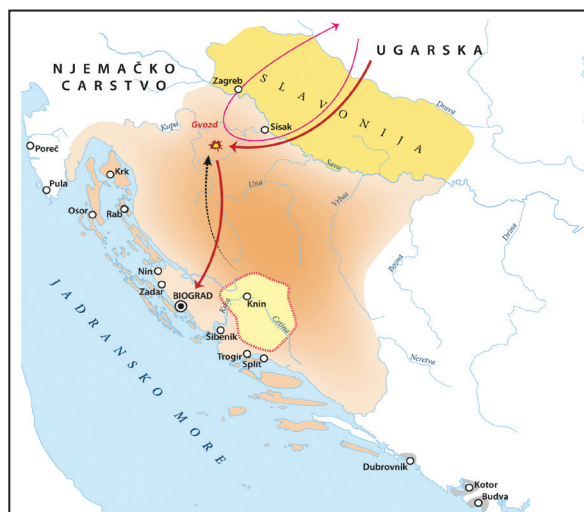 UGARSKA
NJEMAČKO
CARSTVO
Zagreb
SLAVONIJA
Drava
Gvozd
Sisak
Kupa
Poreč
Sava
Pula
Krk
Una
Vrbas
Osor
Rab
Drina
Bosna
Nin
Zadar
BIOGRAD
Knin
Krka
Cetina
Šibenik
Trogir
Split
Neretva
JADRANSKO MORE
Dubrovnik
Kotor
Budva